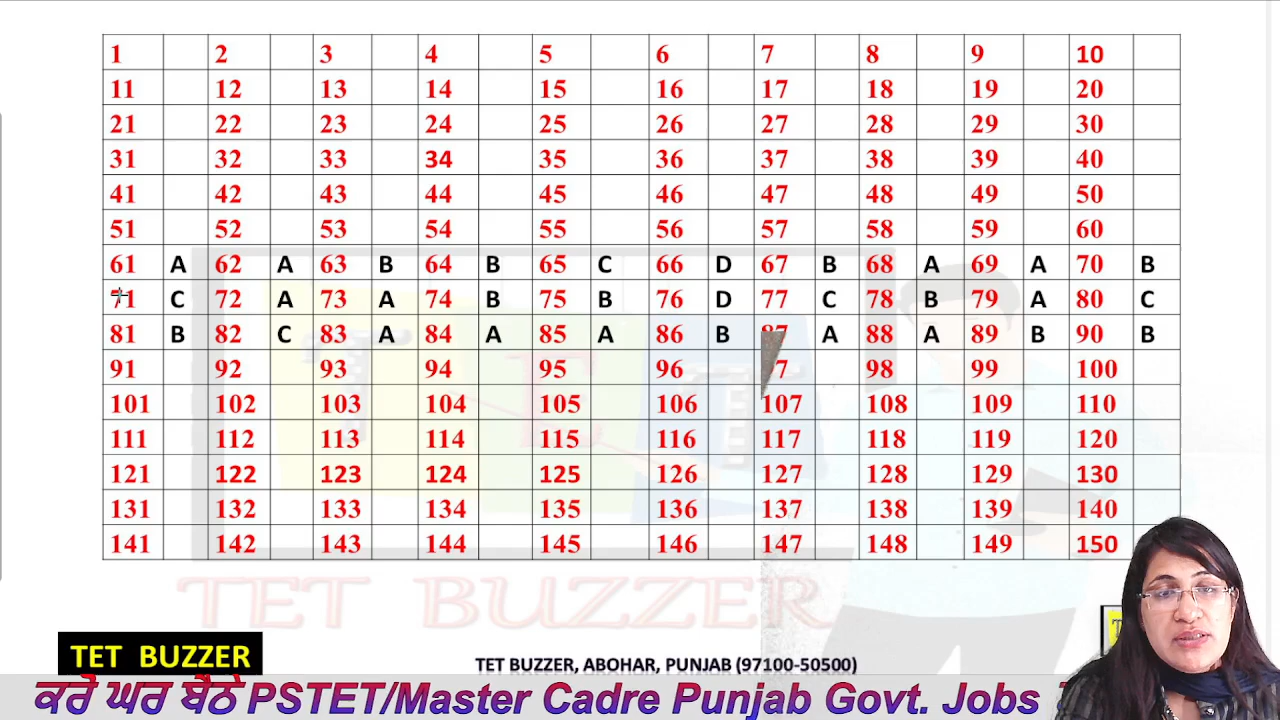 1 2 3 4 5 6 7 8 9 10
11 12 13 14 15 16 17 18 19 20
21 22 23 24 25 26 27 28 29 30
31 32 33 34 35 36 37 38 39 40
41 42 43 44 45 46 47 48 49 50
51 52 53 54 55 56 57 58 59 60
61 A 62 A 63 B 64 B 65 C 66 D 67 B 68 A 69 A 70 B
71 C 72 A 73 A 74 B 75 B 76 D 77 C 78 B 79 A 80 C
81 B 82 C 83 A 84 A 85 A 86 B 87 A 88 A 89 B 90 B
91 92 93 94 95 96 7 98 99 100
101 102 103 104 105 106 107 108 109 110
111 112 113 114 115 116 117 118 119 120
121 122 123 124 125 126 127 128 129 130
131 132 133 134 135 136 137 138 139 140
141 142 143 144 145 146 147 148 149 150
TET BUZZER
TET BUZZER
TET BUZZER, ABOHAR, PUNJAB (97100-50500)
ਕਰੋ ਘਰ ਬੈਠੇ PSTET/Master Cadre Punjab Govt. Jobs